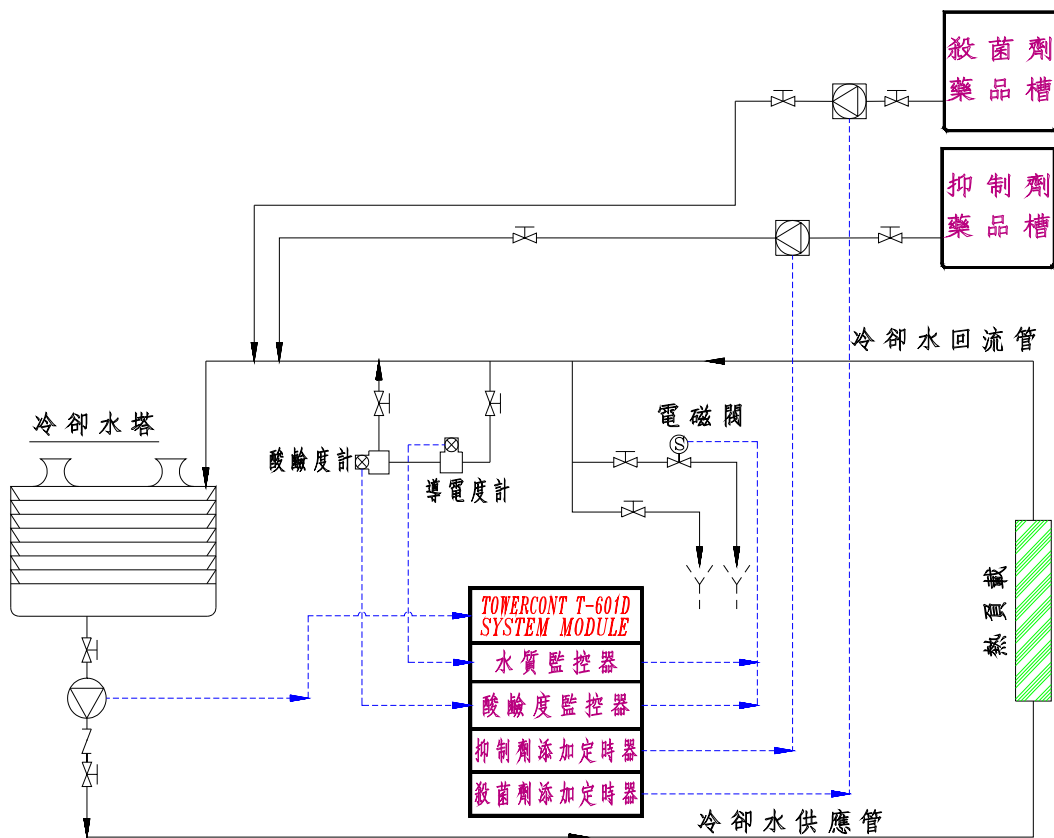 殺菌劑
藥品槽
抑制劑
藥品槽
冷卻水回流管
冷卻水塔
電磁閥
S
酸鹼度計
導電度計
熱負載
TOWERCONT T-601D
SYSTEM MODULE
水質監控器
酸鹼度監控器
抑制劑添加定時器
殺菌劑添加定時器
冷卻水供應管